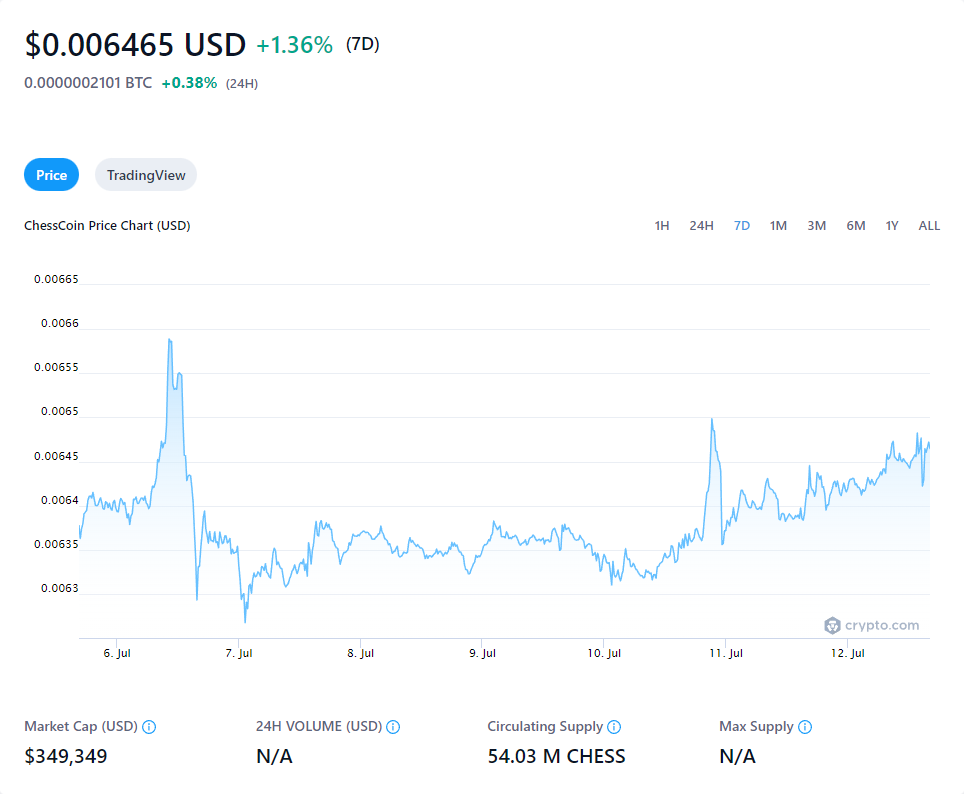 $0.006465 USD +1.36% (7D)
0.0000002101 BTC +0.38% (24H)
Price TradingView
ChessCoin Price Chart (USD) 1H 24H 7D 1M 3M 6M 1Y ALL
0.00665
0.0066
0.00655
0.0065
0.00645
0.0064
0.00635
0.0063
crypto.com
6. Jul 7. Jul 8. Jul 9. Jul 10. Jul 11. Jul 12. Jul
Market Cap (USD) 24H VOLUME (USD) Circulating Supply Max Supply
$349,349 N/A 54.03 M CHESS N/A